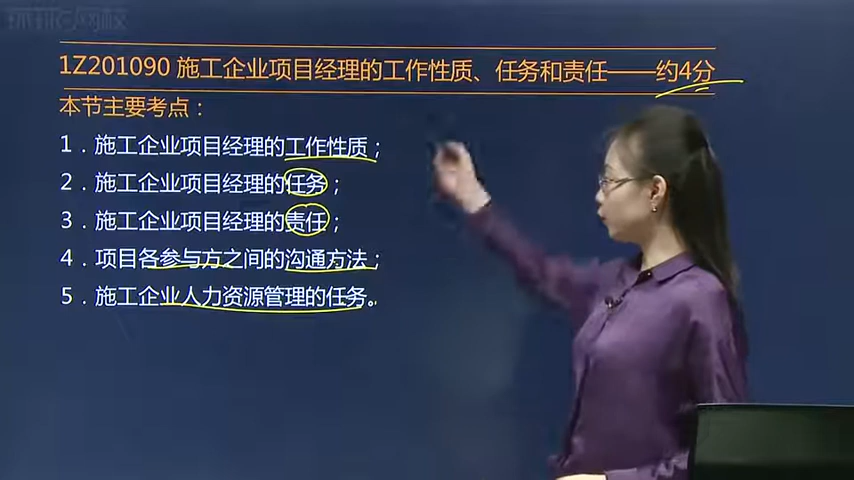 环球网校
1Z201090 施工企业项目经理的工作性质、任务和责任——约4分
本节主要考点：
1．施工企业项目经理的工作性质；
2．施工企业项目经理的任务；
3．施工企业项目经理的责任；
4．项目各参与方之间的沟通方法；
5．施工企业人力资源管理的任务。